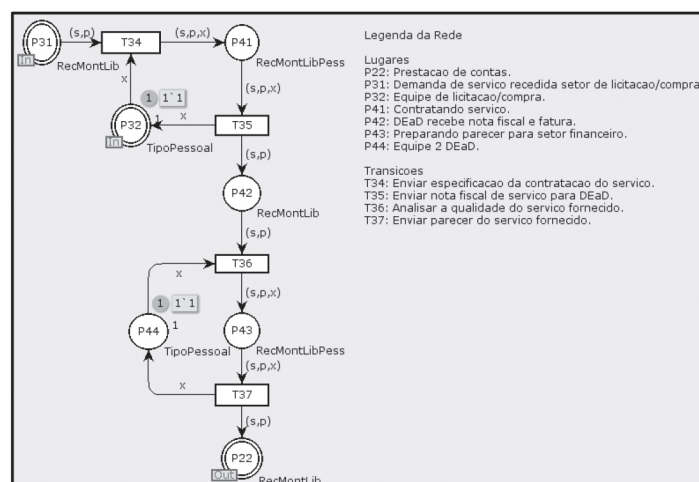 P31
In
(s,p)
T34
RecMontLib
(s,p,x)
P41
RecMontLibPess
x
1
1`1
P32
In
1
TipoPessoal
x
(s,p,x)
T35
(s,p)
P42
RecMontLib
(s,p)
T36
x
(s,p,x)
1
1`1
P44
1
TipoPessoal
P43
RecMontLibPess
(s,p,x)
x
T37
(s,p)
P22
Out
RecMontLib
Legenda da Rede
Lugares
P22: Prestacao de contas.
P31: Demanda de servico recedida setor de licitacao/compra
P32: Equipe de licitacao/compra.
P41: Contratando servico.
P42: DEaD recebe nota fiscal e fatura.
P43: Preparando parecer para setor financeiro.
P44: Equipe 2 DEaD.
Transicoes
T34: Enviar especificacao da contratacao do servico.
T35: Enviar nota fiscal de servico para DEaD.
T36: Analisar a qualidade do servico fornecido.
T37: Enviar parecer do servico fornecido.